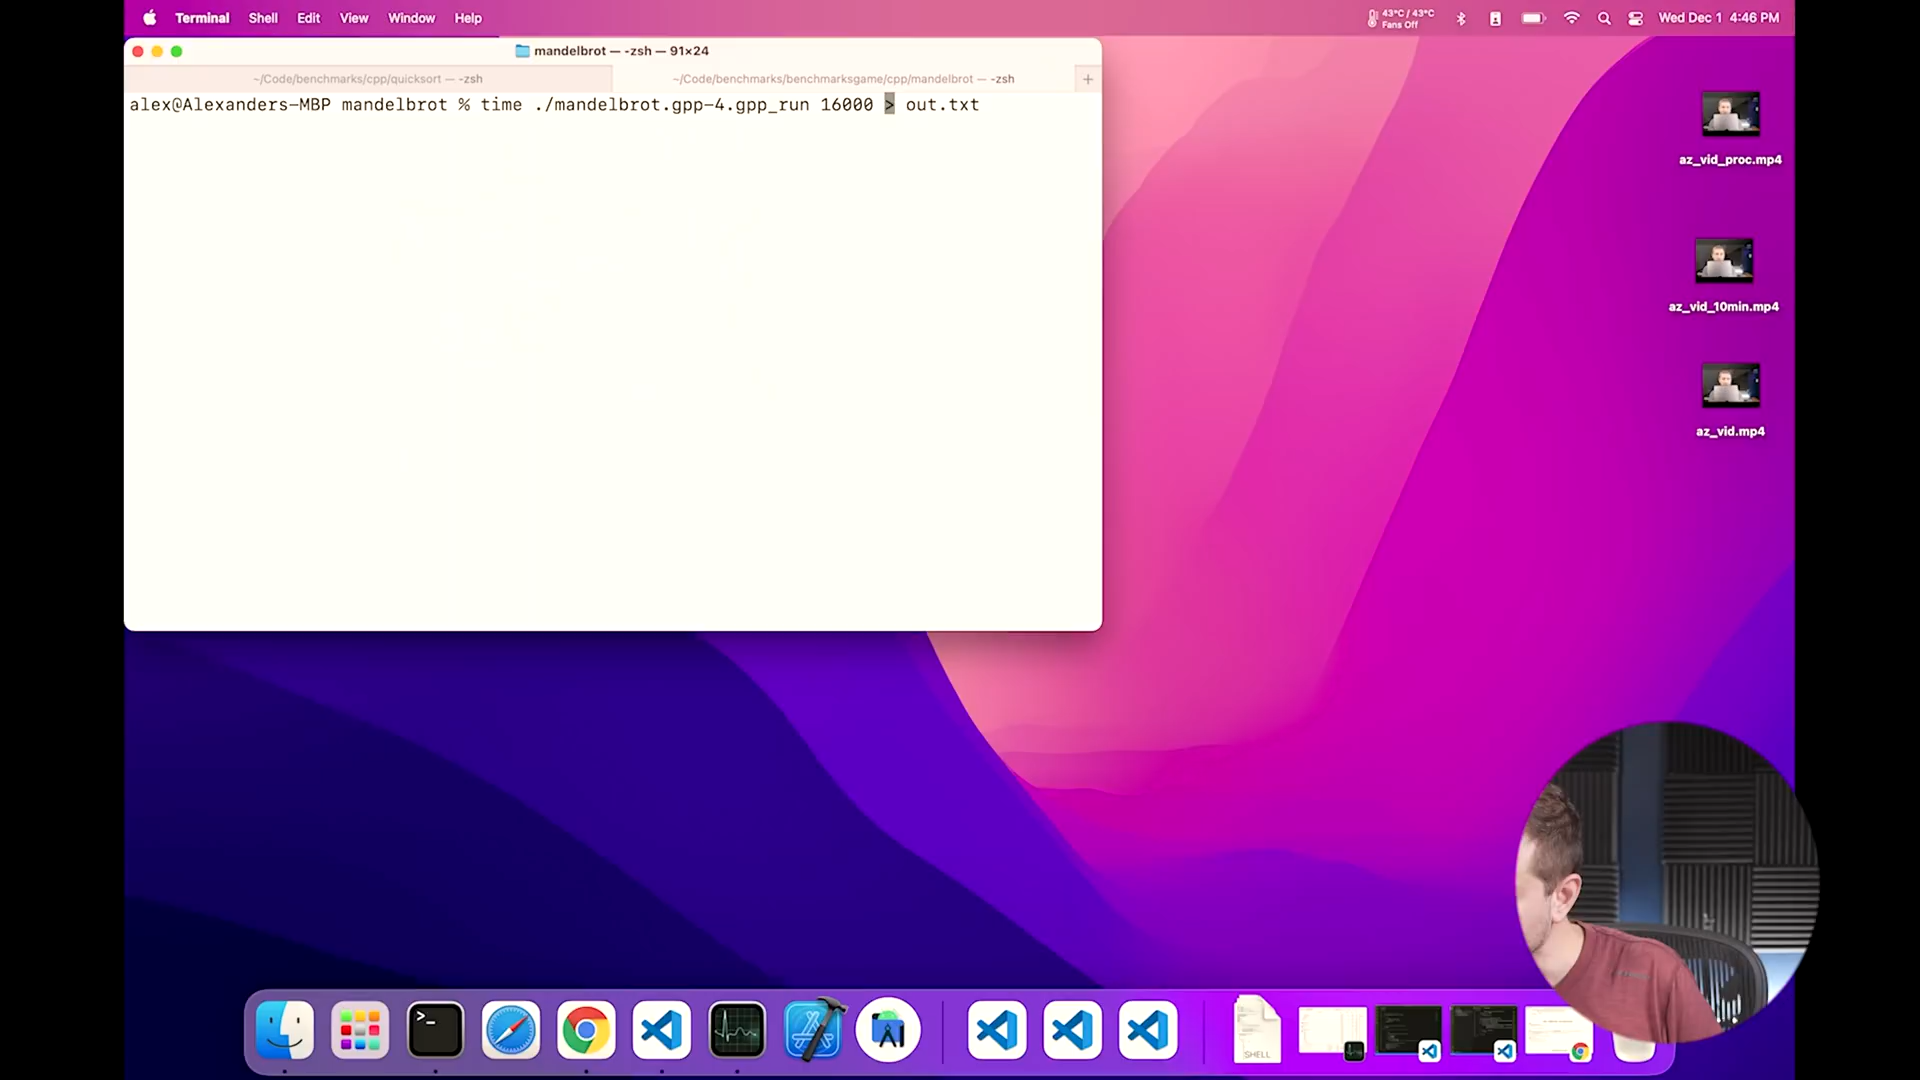 Terminal Shell Edit View Window Help
43°C / 43°C
Fans Off
Wed Dec 1 4:46 PM
mandelbrot — -zsh — 91×24
~/Code/benchmarks/cpp/quicksort — -zsh
~/Code/benchmarks/benchmarksgame/cpp/mandelbrot — -zsh
alex@Alexanders-MBP mandelbrot % time ./mandelbrot.gpp-4.gpp_run 16000 > out.txt
az_vid_proc.mp4
az_vid_10min.mp4
az_vid.mp4
SHELL